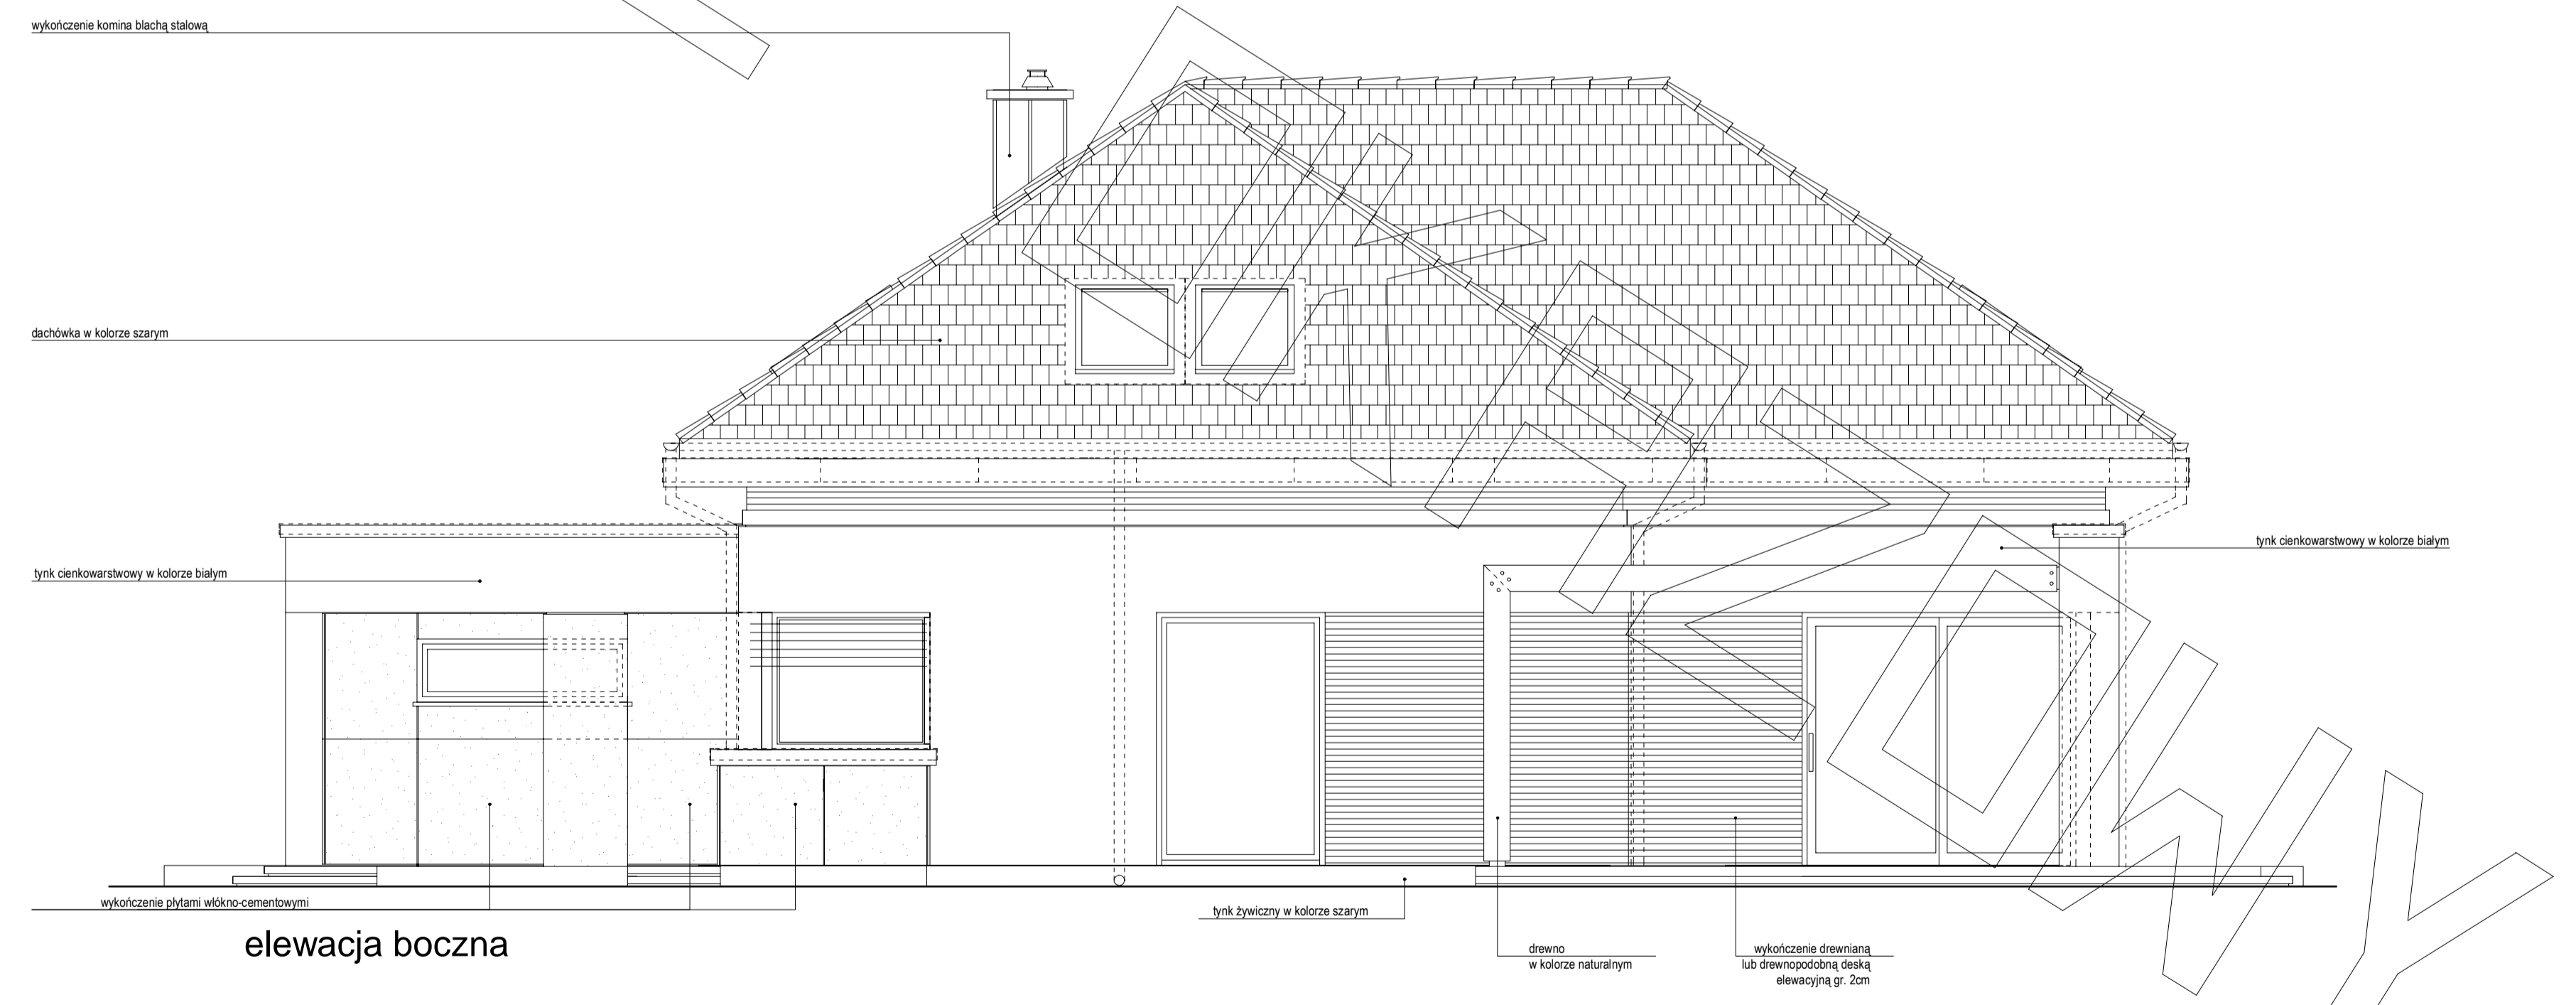 wykończenie komina blachą stalową
dachówka w kolorze szarym
tynk cienkowarstwowy w kolorze białym
tynk cienkowarstwowy w kolorze białym
wykończenie płytami włókno-cementowymi
tynk żywiczny w kolorze szarym
elewacja boczna
drewno
w kolorze naturalnym
wykończenie drewnianą
lub drewnopodobną deską
elewacyjną gr. 2cm